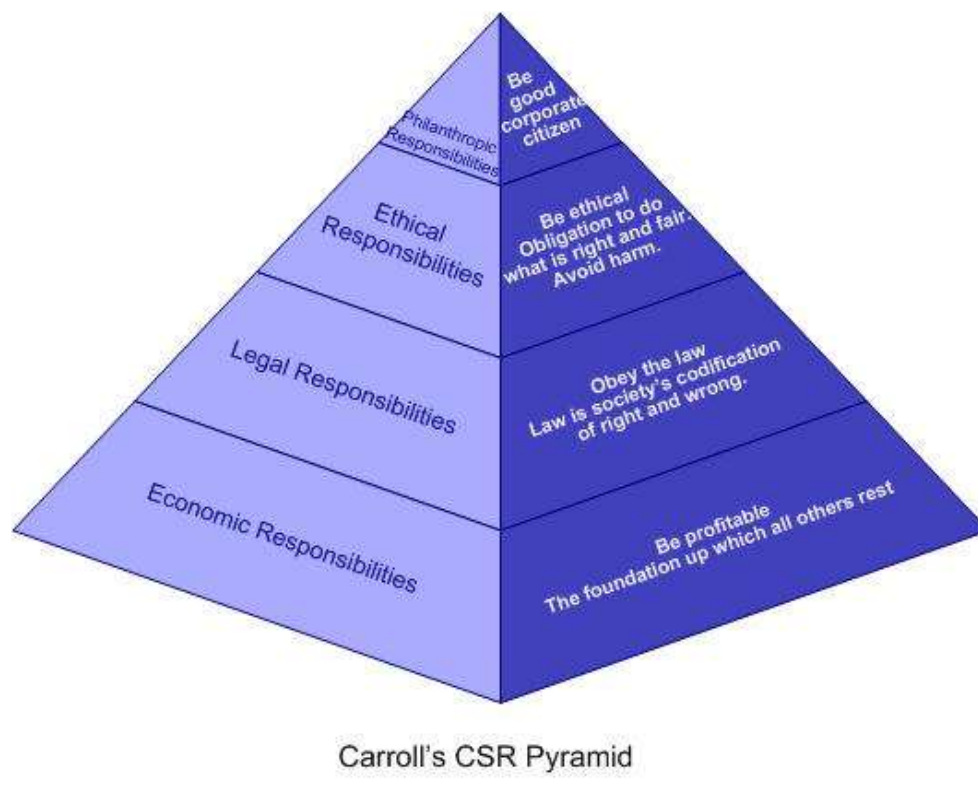 Philanthropic
Responsibilities
Be
good
corporate
citizen
Ethical
Responsibilities
Be ethical
Obligation to do
what is right and fair.
Avoid harm.
Legal Responsibilities
Obey the law
Law is society's codification
of right and wrong.
Economic Responsibilities
Be profitable
The foundation up which all others rest
Carroll's CSR Pyramid